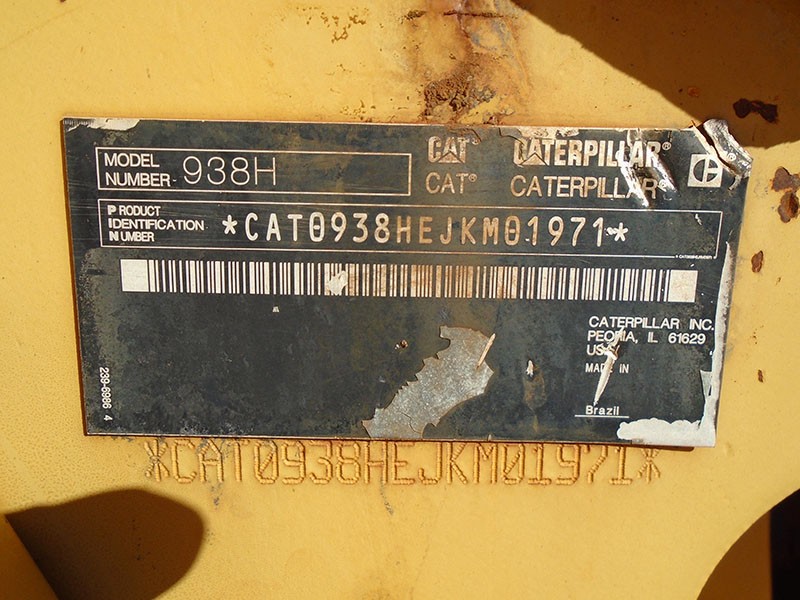 MODEL NUMBER 938H
CAT® CATERPILLAR®
CAT® CATERPILLAR®
PRODUCT IDENTIFICATION NUMBER *CAT0938HEJKM01971*
CATERPILLAR INC.
PEORIA, IL 61629
USA
MADE IN
Brazil
239-6986 4
*CAT0938HEJKM01971*